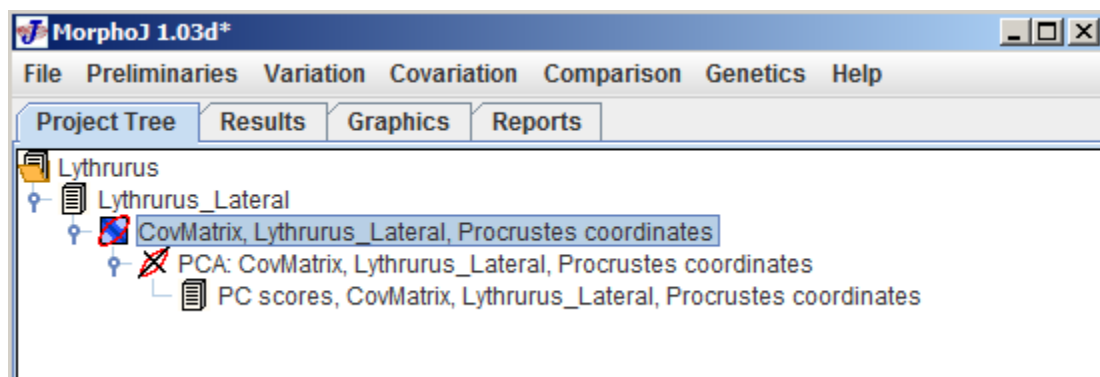 MorphoJ 1.03d*
File Preliminaries Variation Covariation Comparison Genetics Help
Project Tree Results Graphics Reports
Lythrurus
Lythrurus_Lateral
CovMatrix, Lythrurus_Lateral, Procrustes coordinates
PCA: CovMatrix, Lythrurus_Lateral, Procrustes coordinates
PC scores, CovMatrix, Lythrurus_Lateral, Procrustes coordinates